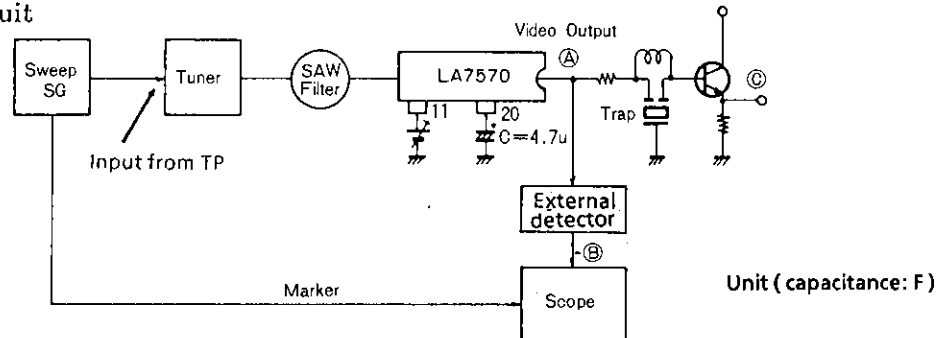 uit
Video Output
Sweep
SG
Tuner
SAW
Filter
LA7570
Ⓐ
Ⓒ
11
20
C=4.7u
Trap
Input from TP
External
detector
Ⓑ
Marker
Scope
Unit ( capacitance: F )